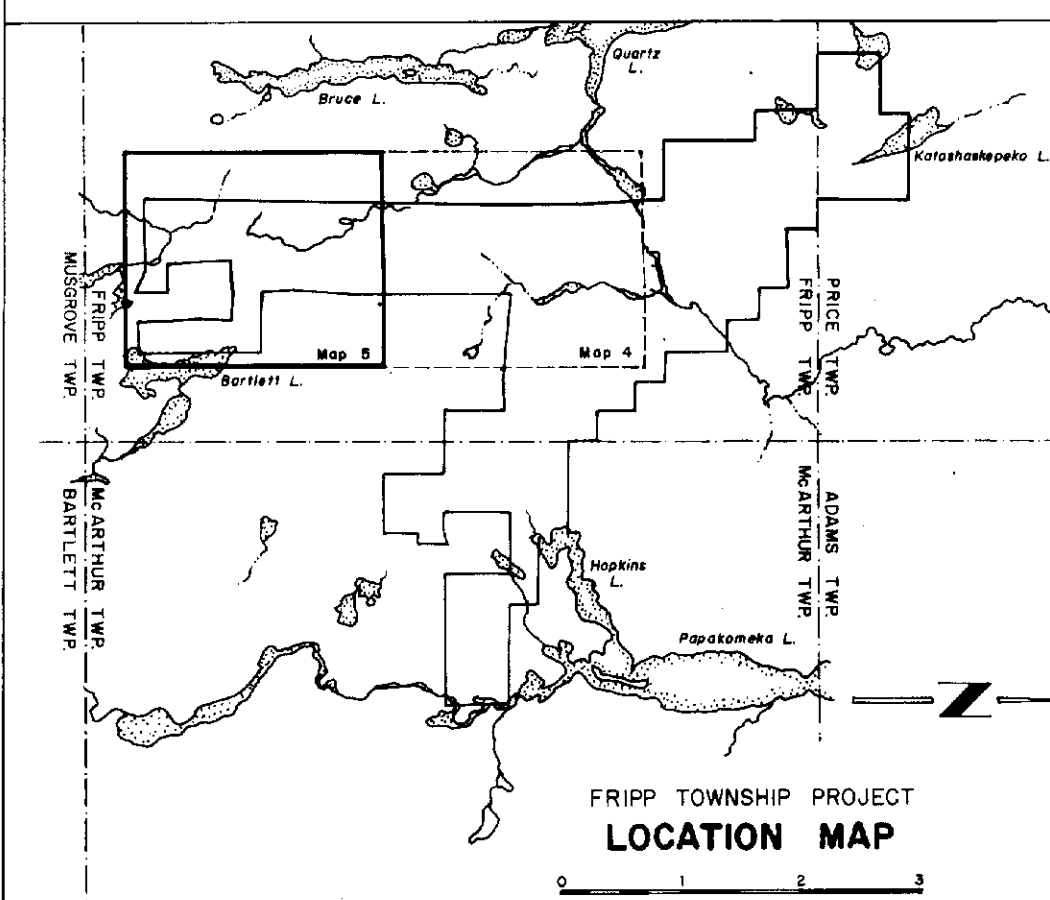 Quartz
L.
Bruce L.
Katashaskepeko L.
MUSGROVE TWP.
FRIPP TWP.
PRICE TWP.
FRIPP TWP.
Map 5
Map 4
Bartlett L.
McARTHUR TWP.
BARTLETT TWP.
ADAMS TWP.
McARTHUR TWP.
Hopkins
L.
Papakomeka L.
N
FRIPP TOWNSHIP PROJECT
LOCATION MAP
0 1 2 3